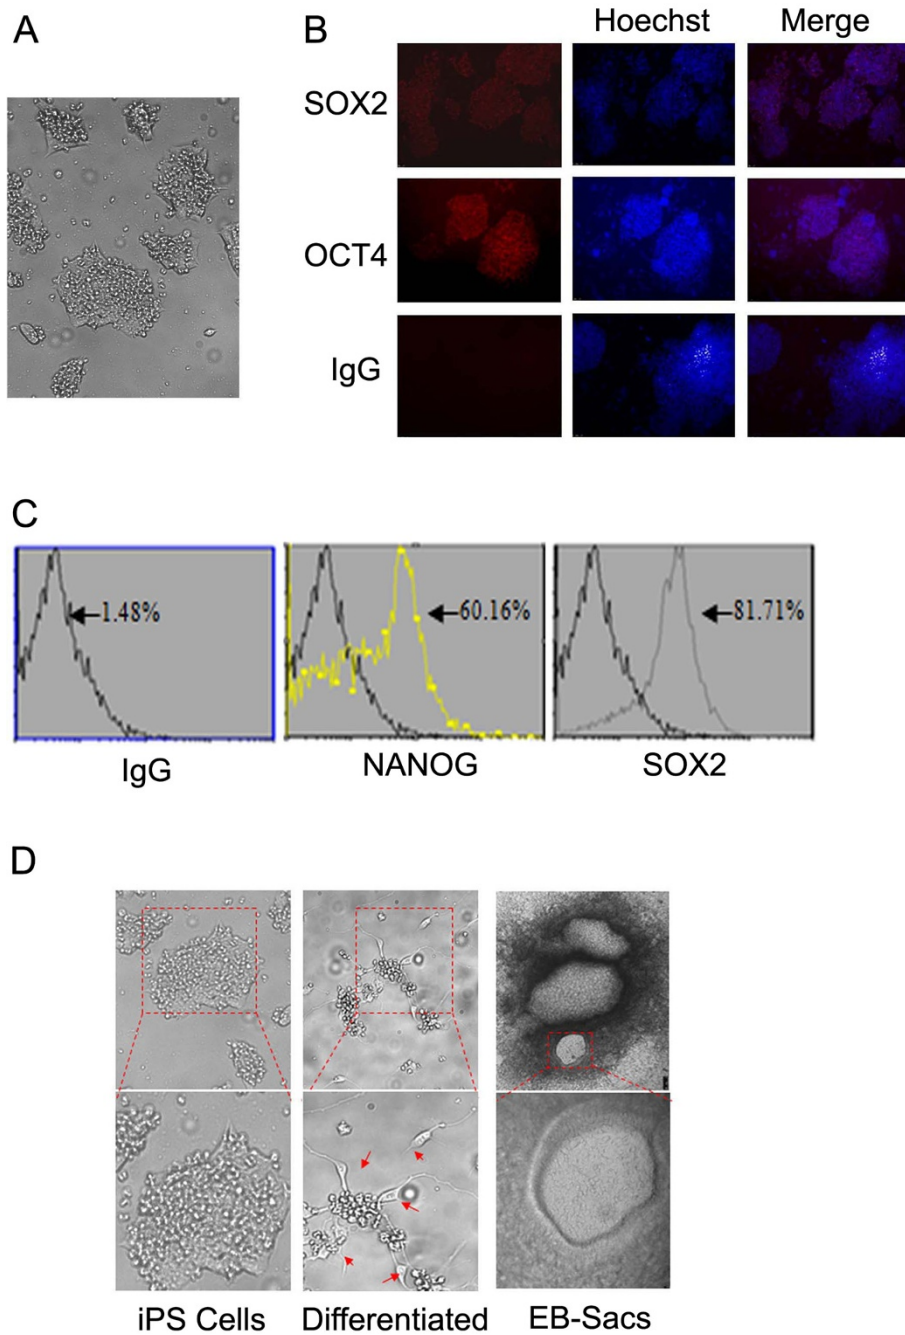 A
B
Hoechst Merge
SOX2
OCT4
IgG
C
1.48%
60.16%
81.71%
IgG
NANOG
SOX2
D
iPS Cells
Differentiated
EB-Sacs